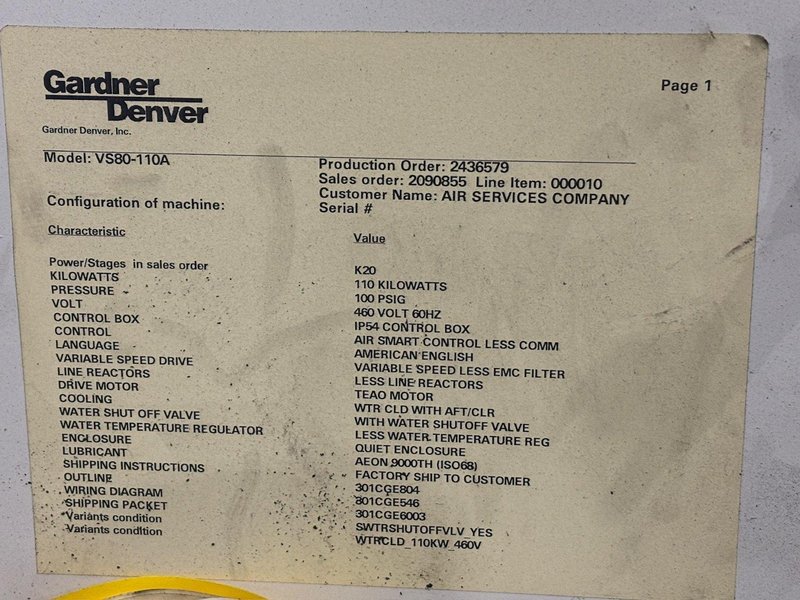 Gardner
Denver
Page 1
Gardner Denver, Inc.
Model: VS80-110A
Production Order: 2436579
Sales order: 2090855 Line Item: 000010
Customer Name: AIR SERVICES COMPANY
Serial #
Configuration of machine:
Characteristic Value
Power/Stages in sales order K20
KILOWATTS 110 KILOWATTS
PRESSURE 100 PSIG
VOLT 460 VOLT 60HZ
CONTROL BOX IP54 CONTROL BOX
CONTROL AIR SMART CONTROL LESS COMM
LANGUAGE AMERICAN ENGLISH
VARIABLE SPEED DRIVE VARIABLE SPEED LESS EMC FILTER
LINE REACTORS LESS LINE REACTORS
DRIVE MOTOR TEAO MOTOR
COOLING WTR CLD WITH AFT/CLR
WATER SHUT OFF VALVE WITH WATER SHUTOFF VALVE
WATER TEMPERATURE REGULATOR LESS WATER TEMPERATURE REG
ENCLOSURE QUIET ENCLOSURE
LUBRICANT AEON 9000TH (ISO68)
SHIPPING INSTRUCTIONS FACTORY SHIP TO CUSTOMER
OUTLINE 301CGE804
WIRING DIAGRAM 301CGE546
SHIPPING PACKET 301CGE6003
Variants condition SWTRSHUTOFFVLV_YES
Variants condition WTRCLD_110KW_460V